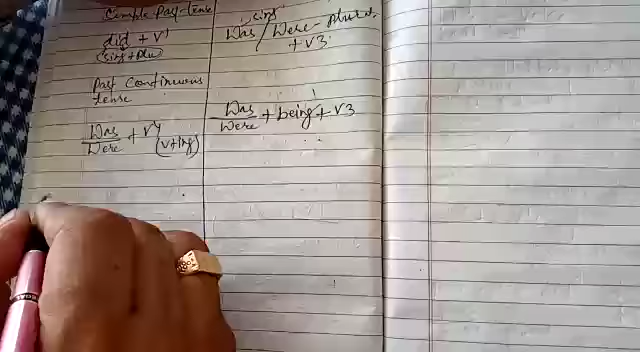 Simple Past Tense
did + V¹
(sing + plu)
Past Continuous
tense
Was
Were + V4
(V+ing)
sing
Was / Were - Plural
+ V3
Was
Were + being + V3